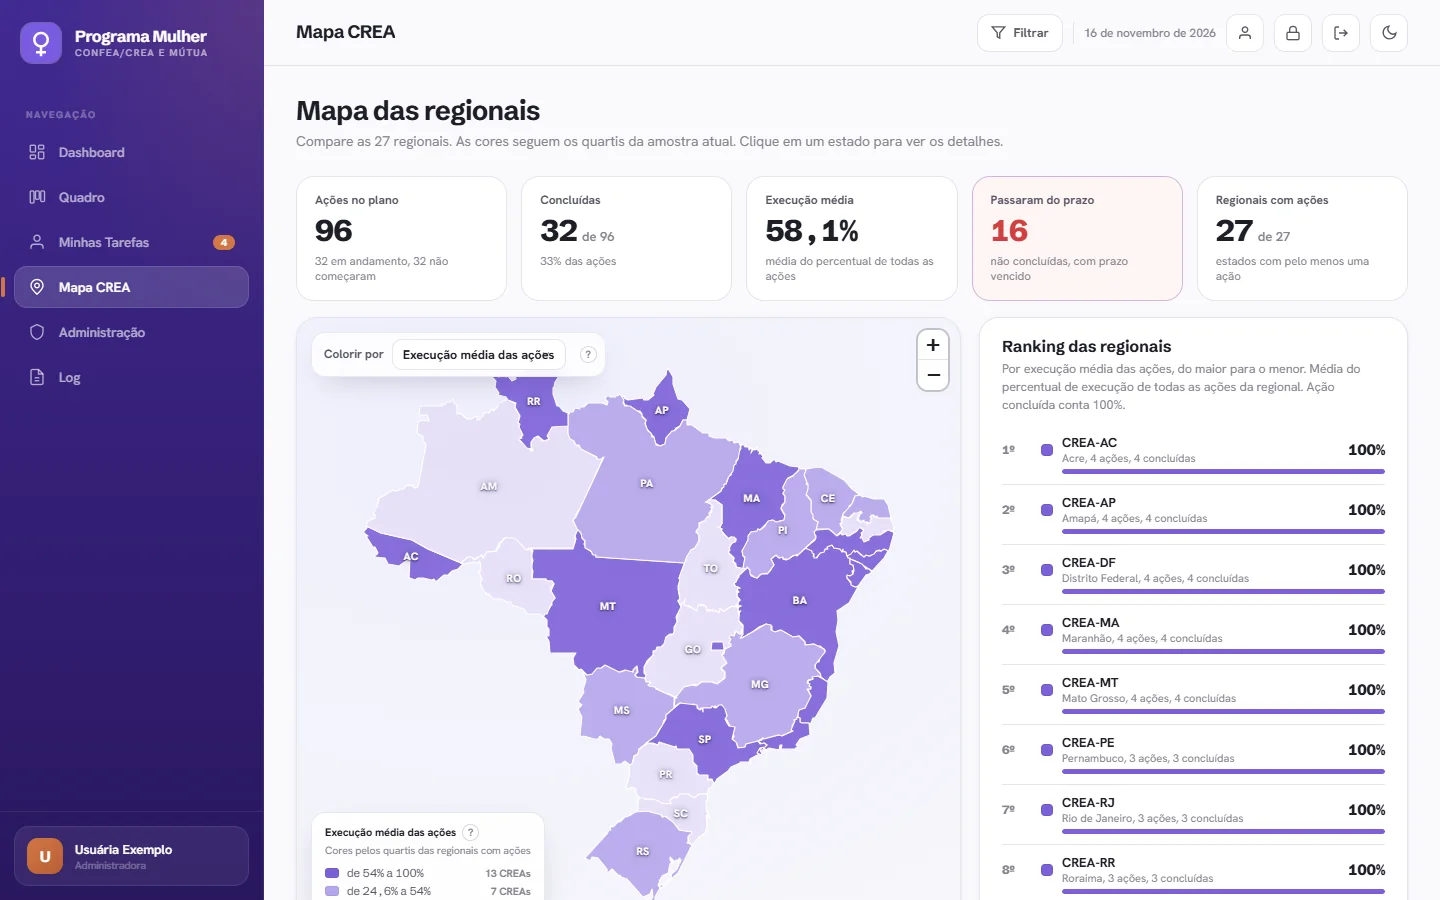 Programa Mulher
CONFEA/CREA E MÚTUA
NAVEGAÇÃO
Dashboard
Quadro
Minhas Tarefas
4
Mapa CREA
Administração
Log
U
Usuária Exemplo
Administradora
Mapa CREA
Filtrar
16 de novembro de 2026
Mapa das regionais
Compare as 27 regionais. As cores seguem os quartis da amostra atual. Clique em um estado para ver os detalhes.
Ações no plano
96
32 em andamento, 32 não
começaram
Concluídas
32 de 96
33% das ações
Execução média
58,1%
média do percentual de todas as
ações
Passaram do prazo
16
não concluídas, com prazo
vencido
Regionais com ações
27 de 27
estados com pelo menos uma
ação
Colorir por
Execução média das ações
?
+
−
RR
AP
AM
PA
MA
CE
PI
AC
RO
TO
MT
BA
GO
MG
MS
SP
PR
SC
RS
Execução média das ações ?
Cores pelos quartis das regionais com ações
de 54% a 100% 13 CREAs
de 24,6% a 54% 7 CREAs
Ranking das regionais
Por execução média das ações, do maior para o menor. Média do
percentual de execução de todas as ações da regional. Ação
concluída conta 100%.
1º CREA-AC 100%
Acre, 4 ações, 4 concluídas
2º CREA-AP 100%
Amapá, 4 ações, 4 concluídas
3º CREA-DF 100%
Distrito Federal, 4 ações, 4 concluídas
4º CREA-MA 100%
Maranhão, 4 ações, 4 concluídas
5º CREA-MT 100%
Mato Grosso, 4 ações, 4 concluídas
6º CREA-PE 100%
Pernambuco, 3 ações, 3 concluídas
7º CREA-RJ 100%
Rio de Janeiro, 3 ações, 3 concluídas
8º CREA-RR 100%
Roraima, 3 ações, 3 concluídas